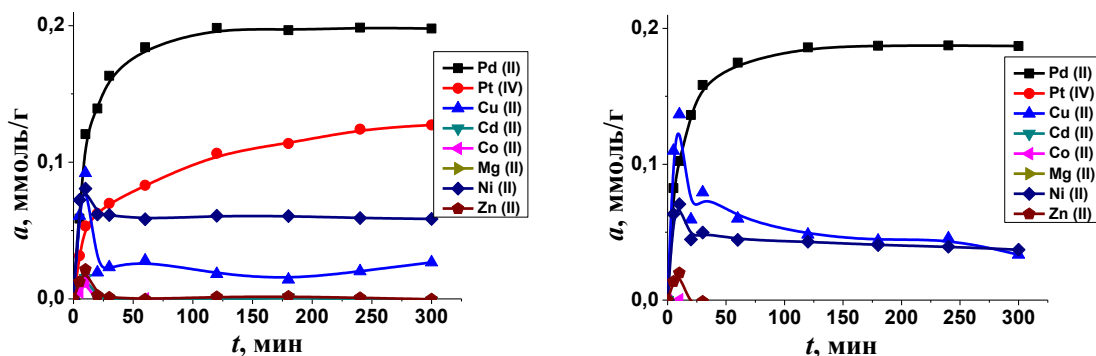 a, ммоль/г
0,2
0,1
0,0
0
50
100
150
200
250
300
t, мин
Pd (II)
Pt (IV)
Cu (II)
Cd (II)
Co (II)
Mg (II)
Ni (II)
Zn (II)
a, ммоль/г
0,2
0,1
0,0
0
50
100
150
200
250
300
t, мин
Pd (II)
Pt (IV)
Cu (II)
Cd (II)
Co (II)
Mg (II)
Ni (II)
Zn (II)